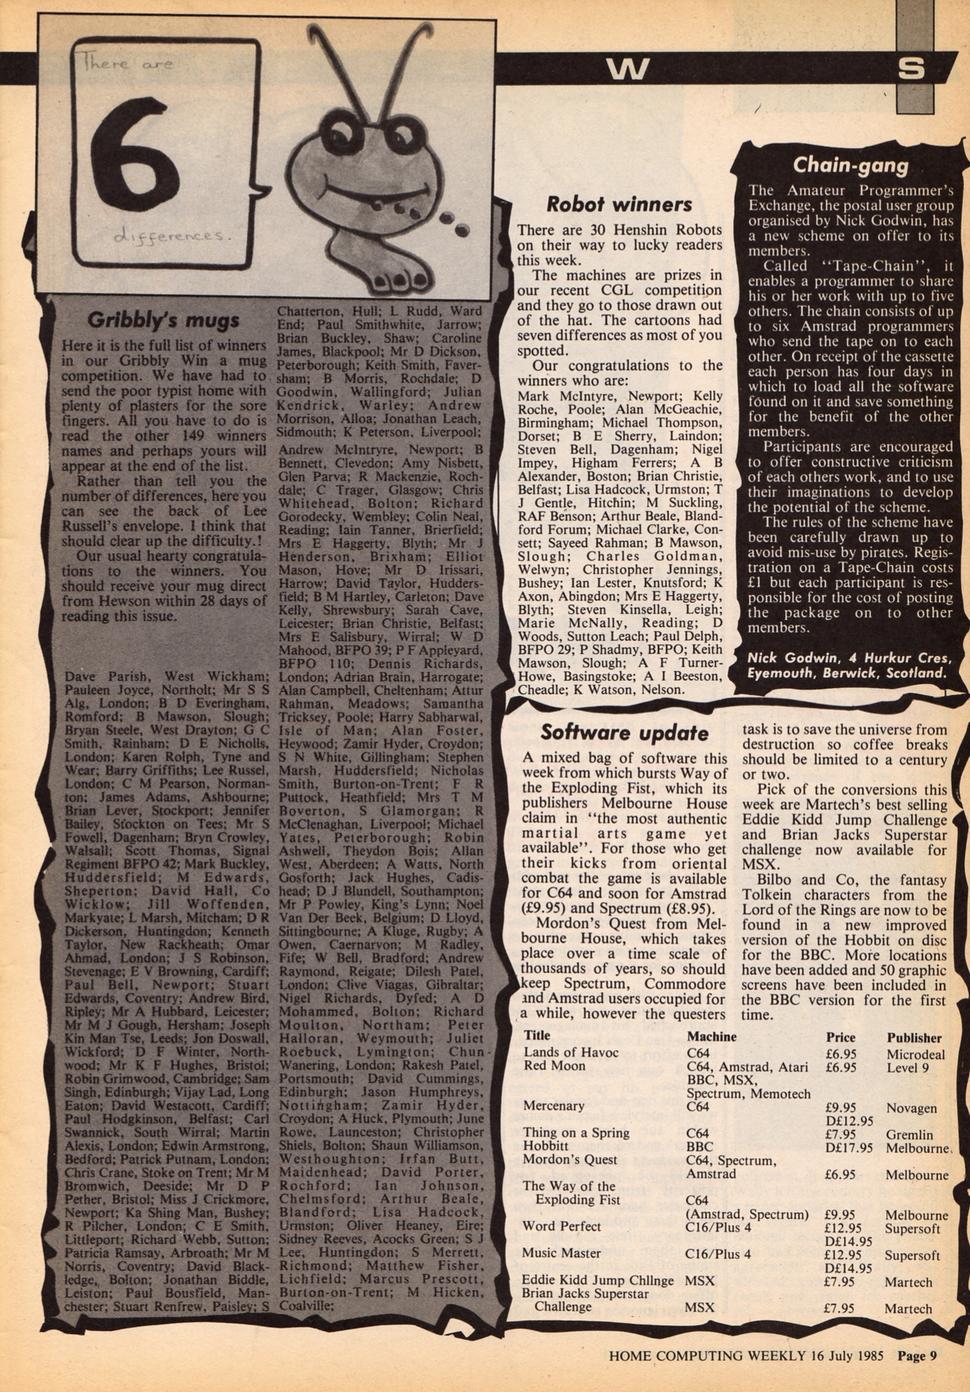 W S
There are
6
differences.
Gribbly's mugs
Here it is the full list of winners
in our Gribbly Win a mug
competition. We have had to
send the poor typist home with
plenty of plasters for the sore
fingers. All you have to do is
read the other 149 winners
names and perhaps yours will
appear at the end of the list.
Rather than tell you the
number of differences, here you
can see the back of Lee
Russell's envelope. I think that
should clear up the difficulty.!
Our usual hearty congratula-
tions to the winners. You
should receive your mug direct
from Hewson within 28 days of
reading this issue.
Dave Parish, West Wickham;
Pauleen Joyce, Northolt; Mr S S
Alg, London; B D Everingham,
Romford; B Mawson, Slough;
Bryan Steele, West Drayton; G C
Smith, Rainham; D E Nicholls,
London; Karen Rolph, Tyne and
Wear; Barry Griffiths; Lee Russel,
London; C M Pearson, Norman-
ton; James Adams, Ashbourne;
Brian Lever, Stockport; Jennifer
Bailey, Stockton on Tees; Mr S
Fowell, Dagenham; Bryn Crowley,
Walsall; Scott Thomas, Signal
Regiment BFPO 42; Mark Buckley,
Huddersfield; M Edwards,
Sheperton; David Hall, Co
Wicklow; Jill Woffenden,
Markyate; L Marsh, Mitcham; D R
Dickerson, Huntingdon; Kenneth
Taylor, New Rackheath; Omar
Ahmad, London; J S Robinson,
Stevenage; E V Browning, Cardiff;
Paul Bell, Newport; Stuart
Edwards, Coventry; Andrew Bird,
Ripley; Mr A Hubbard, Leicester;
Mr M J Gough, Hersham; Joseph
Kin Man Tse, Leeds; Jon Doswall,
Wickford; D F Winter, North-
wood; Mr K F Hughes, Bristol;
Robin Grimwood, Cambridge; Sam
Singh, Edinburgh; Vijay Lad, Long
Eaton; David Westacott, Cardiff;
Paul Hodgkinson, Belfast; Carl
Swannick, South Wirral; Martin
Alexis, London; Edwin Armstrong,
Bedford; Patrick Putnam, London;
Chris Crane, Stoke on Trent; Mr M
Bromwich, Deeside; Mr D P
Pether, Bristol; Miss J Crickmore,
Newport; Ka Shing Man, Bushey;
R Pilcher, London; C E Smith,
Littleport; Richard Webb, Sutton;
Patricia Ramsay, Arbroath; Mr M
Norris, Coventry; David Black-
ledge, Bolton; Jonathan Biddle,
Leiston; Paul Bousfield, Man-
chester; Stuart Renfrew, Paisley; S
Chatterton, Hull; L Rudd, Ward
End; Paul Smithwhite, Jarrow;
Brian Buckley, Shaw; Caroline
James, Blackpool; Mr D Dickson,
Peterborough; Keith Smith, Faver-
sham; B Morris, Rochdale; D
Goodwin, Wallingford; Julian
Kendrick, Warley; Andrew
Morrison, Alloa; Jonathan Leach,
Sidmouth; K Peterson, Liverpool;
Andrew McIntryre, Newport; B
Bennett, Clevedon; Amy Nisbett,
Glen Parva; R Mackenzie, Roch-
dale; C Trager, Glasgow; Chris
Whitehead, Bolton; Richard
Gorodecky, Wembley; Colin Neal,
Reading; Iain Tanner, Brierfield;
Mrs E Haggerty, Blyth; Mr J
Henderson, Brixham; Elliot
Mason, Hove; Mr D Irissari,
Harrow; David Taylor, Hudders-
field; B M Hartley, Carleton; Dave
Kelly, Shrewsbury; Sarah Cave,
Leicester; Brian Christie, Belfast;
Mrs E Salisbury, Wirral; W D
Mahood, BFPO 39; P F Appleyard,
BFPO 110; Dennis Richards,
London; Adrian Brain, Harrogate;
Alan Campbell, Cheltenham; Attur
Rahman, Meadows; Samantha
Tricksey, Poole; Harry Sabharwal,
Isle of Man; Alan Foster,
Heywood; Zamir Hyder, Croydon;
S N White, Gillingham; Stephen
Marsh, Huddersfield; Nicholas
Smith, Burton-on-Trent; F R
Puttock, Heathfield; Mrs T M
Boverton, S Glamorgan; R
McClenaghan, Liverpool; Michael
Yates, Peterborough; Robin
Ashwell, Theydon Bois; Allan
West, Aberdeen; A Watts, North
Gosforth; Jack Hughes, Cadis-
head; D J Blundell, Southampton;
Mr P Powley, King's Lynn; Noel
Van Der Beek, Belgium; D Lloyd,
Sittingbourne; A Kluge, Rugby; A
Owen, Caernarvon; M Radley,
Fife; W Bell, Bradford; Andrew
Raymond, Reigate; Dilesh Patel,
London; Clive Viagas, Gibraltar;
Nigel Richards, Dyfed; A D
Mohammed, Bolton; Richard
Moulton, Northam; Peter
Halloran, Weymouth; Juliet
Roebuck, Lymington; Chun
Wanering, London; Rakesh Patel,
Portsmouth; David Cummings,
Edinburgh; Jason Humphreys,
Nottingham; Zamir Hyder,
Croydon; A Huck, Plymouth; June
Rowe, Launceston; Christopher
Shiels, Bolton; Shaun Williamson,
Westhoughton; Irfan Butt,
Maidenhead; David Porter,
Rochford; Ian Johnson,
Chelmsford; Arthur Beale,
Blandford; Lisa Hadcock,
Urmston; Oliver Heaney, Eire;
Sidney Reeves, Acocks Green; S J
Lee, Huntingdon; S Merrett,
Richmond; Matthew Fisher,
Lichfield; Marcus Prescott,
Burton-on-Trent; M Hicken,
Coalville;
Robot winners
There are 30 Henshin Robots
on their way to lucky readers
this week.
The machines are prizes in
our recent CGL competition
and they go to those drawn out
of the hat. The cartoons had
seven differences as most of you
spotted.
Our congratulations to the
winners who are:
Mark McIntyre, Newport; Kelly
Roche, Poole; Alan McGeachie,
Birmingham; Michael Thompson,
Dorset; B E Sherry, Laindon;
Steven Bell, Dagenham; Nigel
Impey, Higham Ferrers; A B
Alexander, Boston; Brian Christie,
Belfast; Lisa Hadcock, Urmston; T
J Gentle, Hitchin; M Suckling,
RAF Benson; Arthur Beale, Bland-
ford Forum; Michael Clarke, Con-
sett; Sayeed Rahman; B Mawson,
Slough; Charles Goldman,
Welwyn; Christopher Jennings,
Bushey; Ian Lester, Knutsford; K
Axon, Abingdon; Mrs E Haggerty,
Blyth; Steven Kinsella, Leigh;
Marie McNally, Reading; D
Woods, Sutton Leach; Paul Delph,
BFPO 29; P Shadmy, BFPO; Keith
Mawson, Slough; A F Turner-
Howe, Basingstoke; A I Beeston,
Cheadle; K Watson, Nelson.
Chain-gang
The Amateur Programmer's
Exchange, the postal user group
organised by Nick Godwin, has
a new scheme on offer to its
members.
Called "Tape-Chain", it
enables a programmer to share
his or her work with up to five
others. The chain consists of up
to six Amstrad programmers
who send the tape on to each
other. On receipt of the cassette
each person has four days in
which to load all the software
found on it and save something
for the benefit of the other
members.
Participants are encouraged
to offer constructive criticism
of each others work, and to use
their imaginations to develop
the potential of the scheme.
The rules of the scheme have
been carefully drawn up to
avoid mis-use by pirates. Regis-
tration on a Tape-Chain costs
£1 but each participant is res-
ponsible for the cost of posting
the package on to other
members.
Nick Godwin, 4 Hurkur Cres,
Eyemouth, Berwick, Scotland.
Software update
A mixed bag of software this
week from which bursts Way of
the Exploding Fist, which its
publishers Melbourne House
claim in "the most authentic
martial arts game yet
available". For those who get
their kicks from oriental
combat the game is available
for C64 and soon for Amstrad
(£9.95) and Spectrum (£8.95).
Mordon's Quest from Mel-
bourne House, which takes
place over a time scale of
thousands of years, so should
keep Spectrum, Commodore
and Amstrad users occupied for
a while, however the questers
task is to save the universe from
destruction so coffee breaks
should be limited to a century
or two.
Pick of the conversions this
week are Martech's best selling
Eddie Kidd Jump Challenge
and Brian Jacks Superstar
challenge now available for
MSX.
Bilbo and Co, the fantasy
Tolkein characters from the
Lord of the Rings are now to be
found in a new improved
version of the Hobbit on disc
for the BBC. More locations
have been added and 50 graphic
screens have been included in
the BBC version for the first
time.
Title Machine Price Publisher
Lands of Havoc C64 £6.95 Microdeal
Red Moon C64, Amstrad, Atari £6.95 Level 9
BBC, MSX,
Spectrum, Memotech
Mercenary C64 £9.95 Novagen
D£12.95
Thing on a Spring C64 £7.95 Gremlin
Hobbitt BBC D£17.95 Melbourne.
Mordon's Quest C64, Spectrum,
Amstrad £6.95 Melbourne
The Way of the
Exploding Fist C64
(Amstrad, Spectrum) £9.95 Melbourne
Word Perfect C16/Plus 4 £12.95 Supersoft
D£14.95
Music Master C16/Plus 4 £12.95 Supersoft
D£14.95
Eddie Kidd Jump Chllnge MSX £7.95 Martech
Brian Jacks Superstar
Challenge MSX £7.95 Martech
HOME COMPUTING WEEKLY 16 July 1985 Page 9